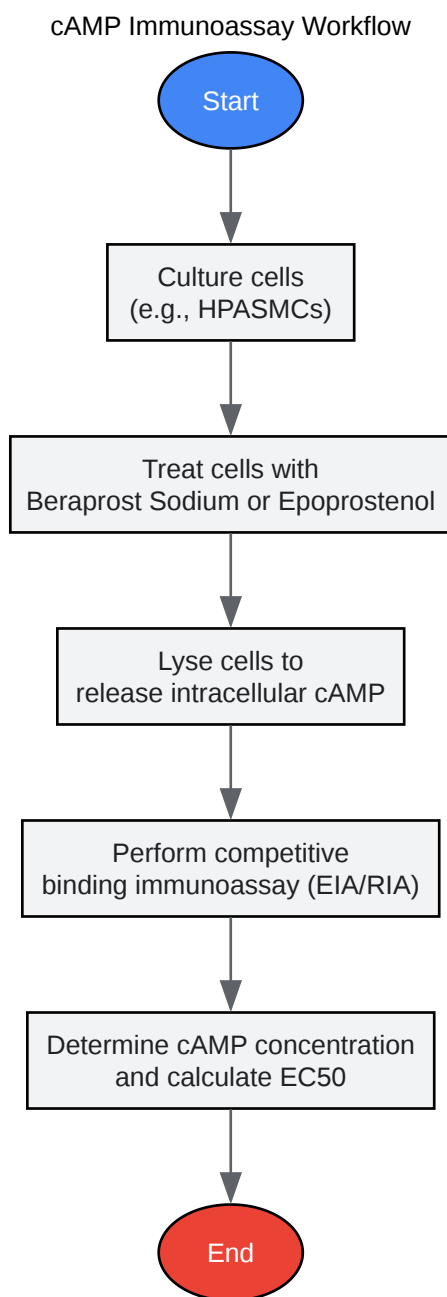 cAMP Immunoassay Workflow
Start
Culture cells
(e.g., HPASMCs)
Treat cells with
Beraprost Sodium or Epoprostenol
Lyse cells to
release intracellular cAMP
Perform competitive
binding immunoassay (EIA/RIA)
Determine cAMP concentration
and calculate EC50
End